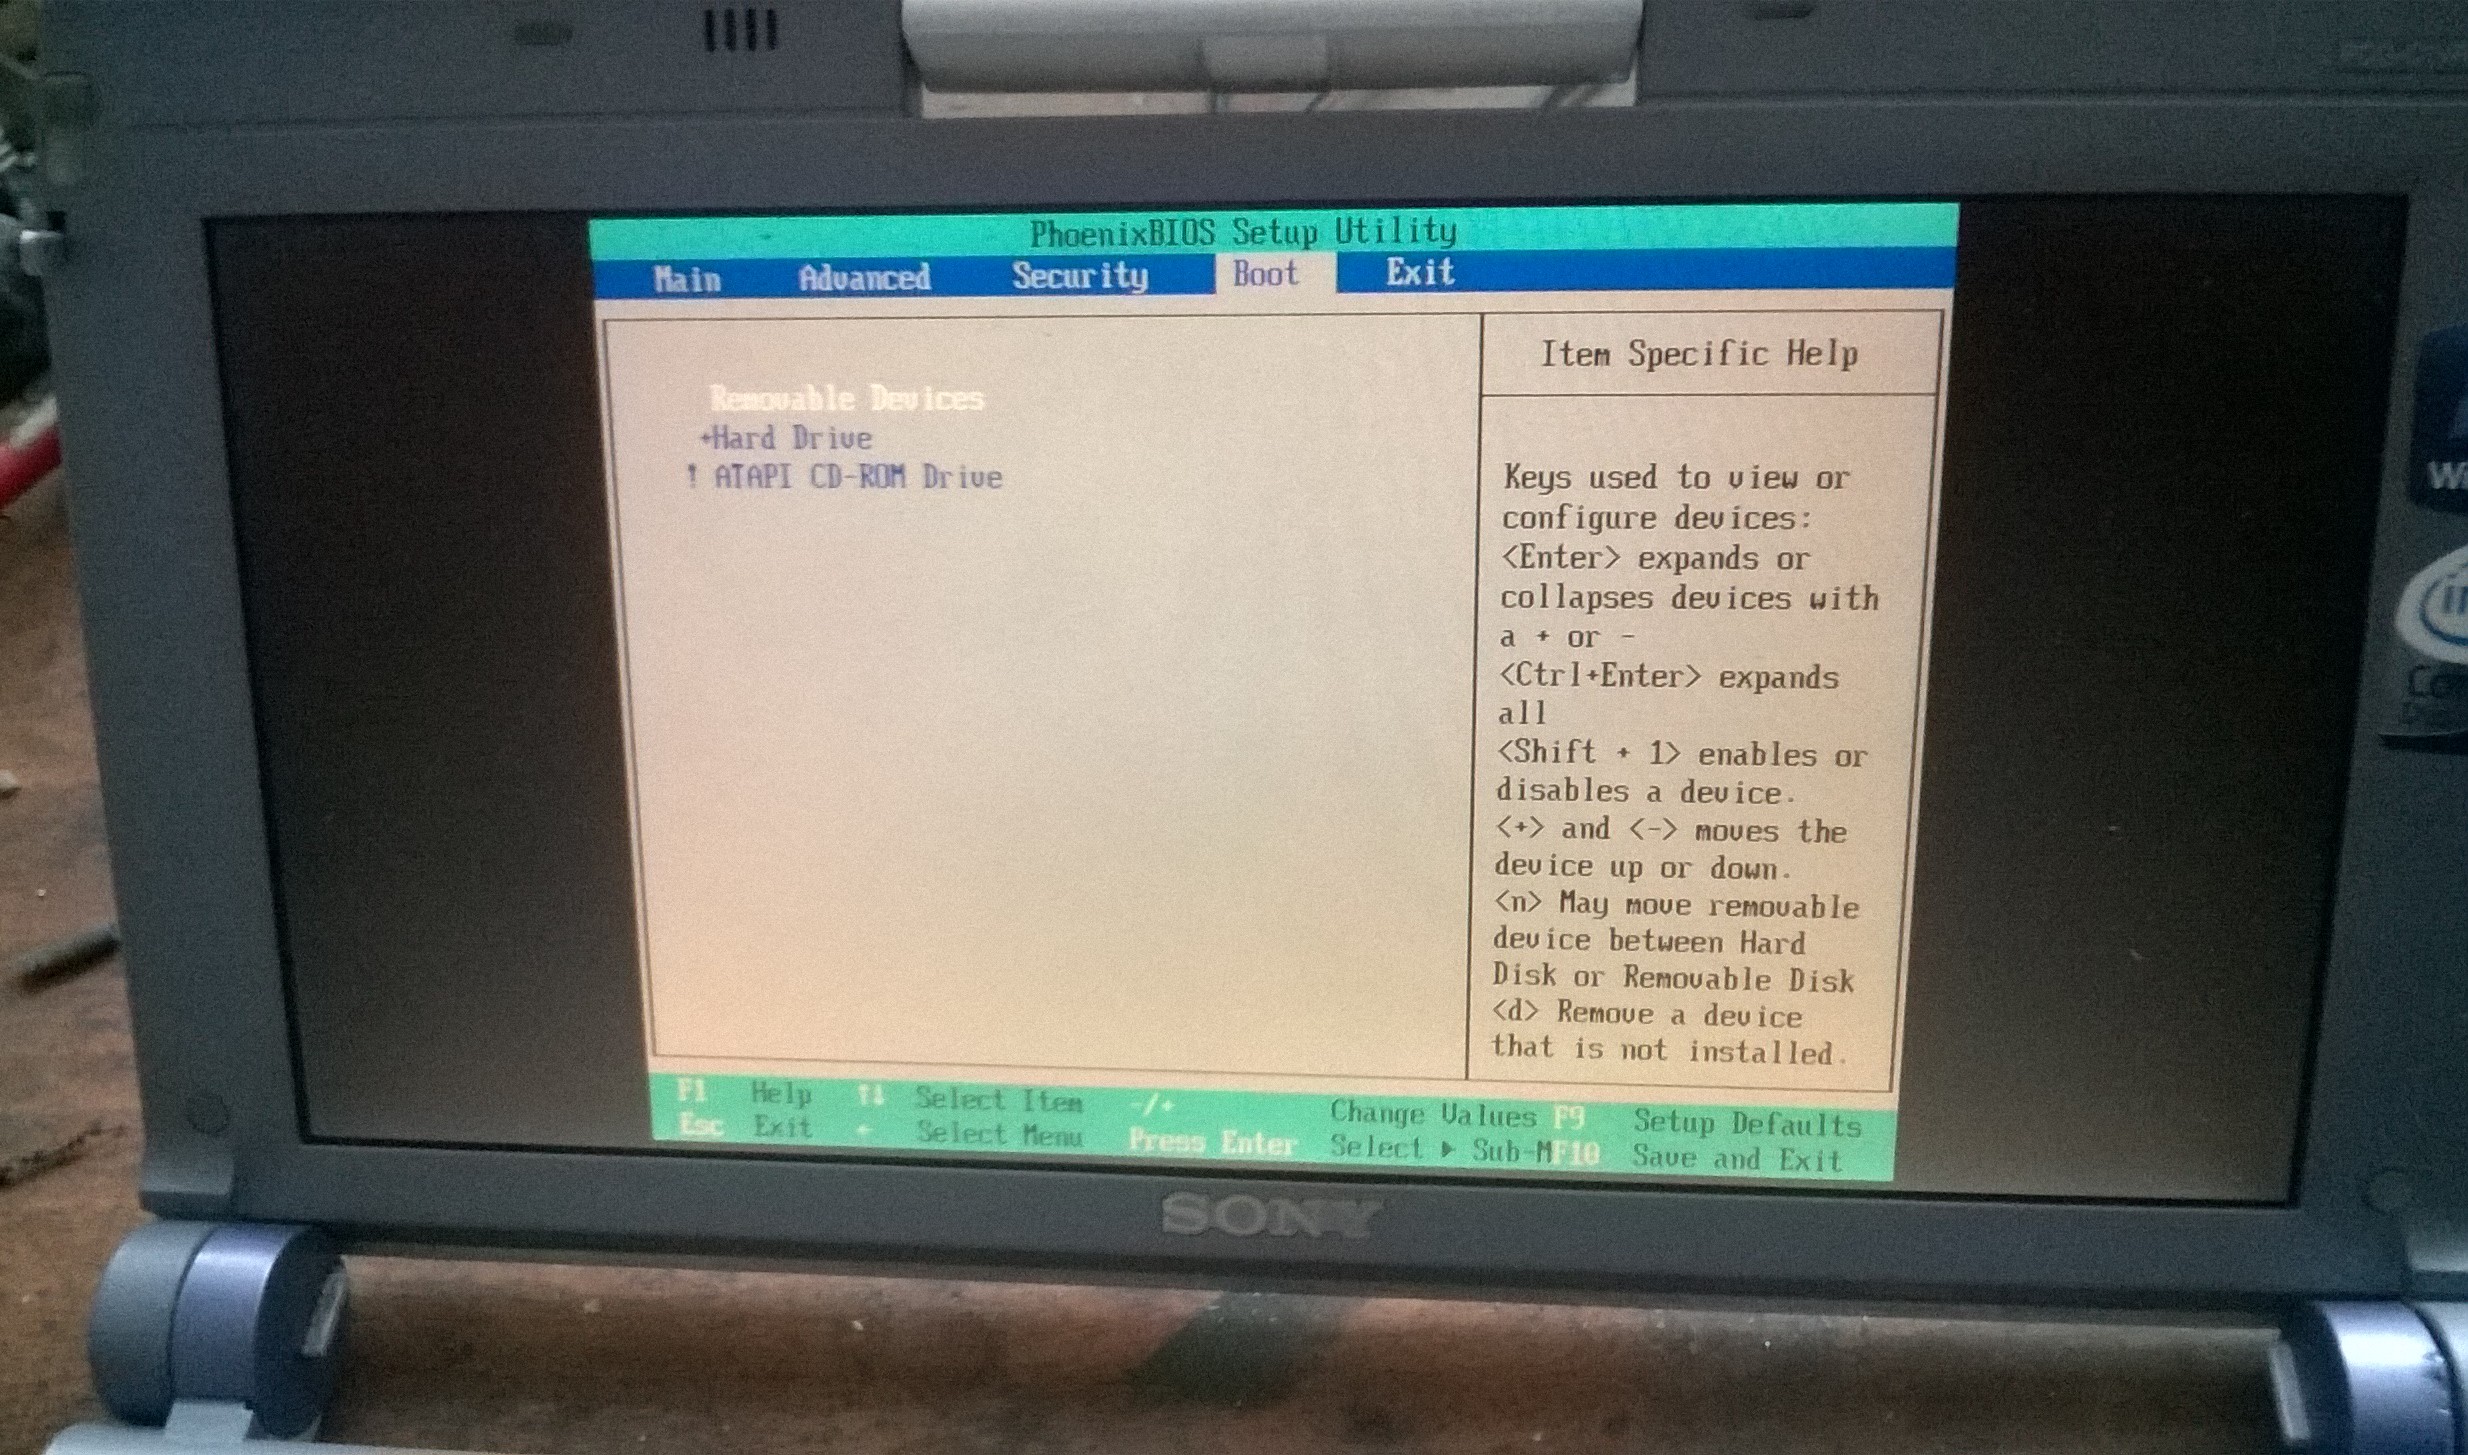 PhoenixBIOS Setup Utility
Main Advanced Security Boot Exit
Removable Devices
+Hard Drive
! ATAPI CD-ROM Drive
Item Specific Help
Keys used to view or
configure devices:
<Enter> expands or
collapses devices with
a + or -
<Ctrl+Enter> expands
all
<Shift + 1> enables or
disables a device.
<+> and <-> moves the
device up or down.
<n> May move removable
device between Hard
Disk or Removable Disk
<d> Remove a device
that is not installed.
F1 Help ↑↓ Select Item -/+ Change Values F9 Setup Defaults
Esc Exit ← Select Menu Press Enter Select ▶ Sub-MF10 Save and Exit
SONY